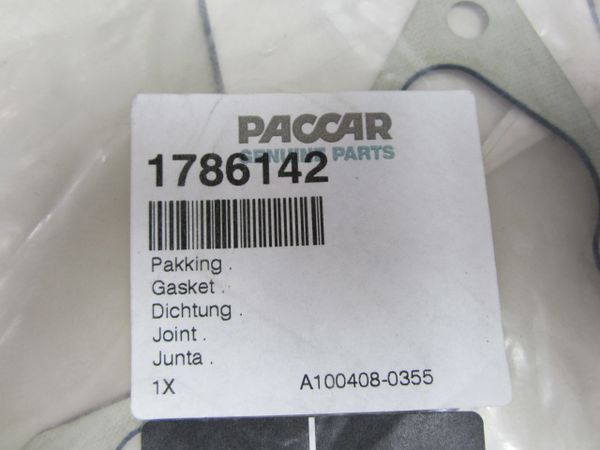 PACCAR
GENUINE PARTS
1786142
Pakking .
Gasket .
Dichtung .
Joint .
Junta .
1X A100408-0355